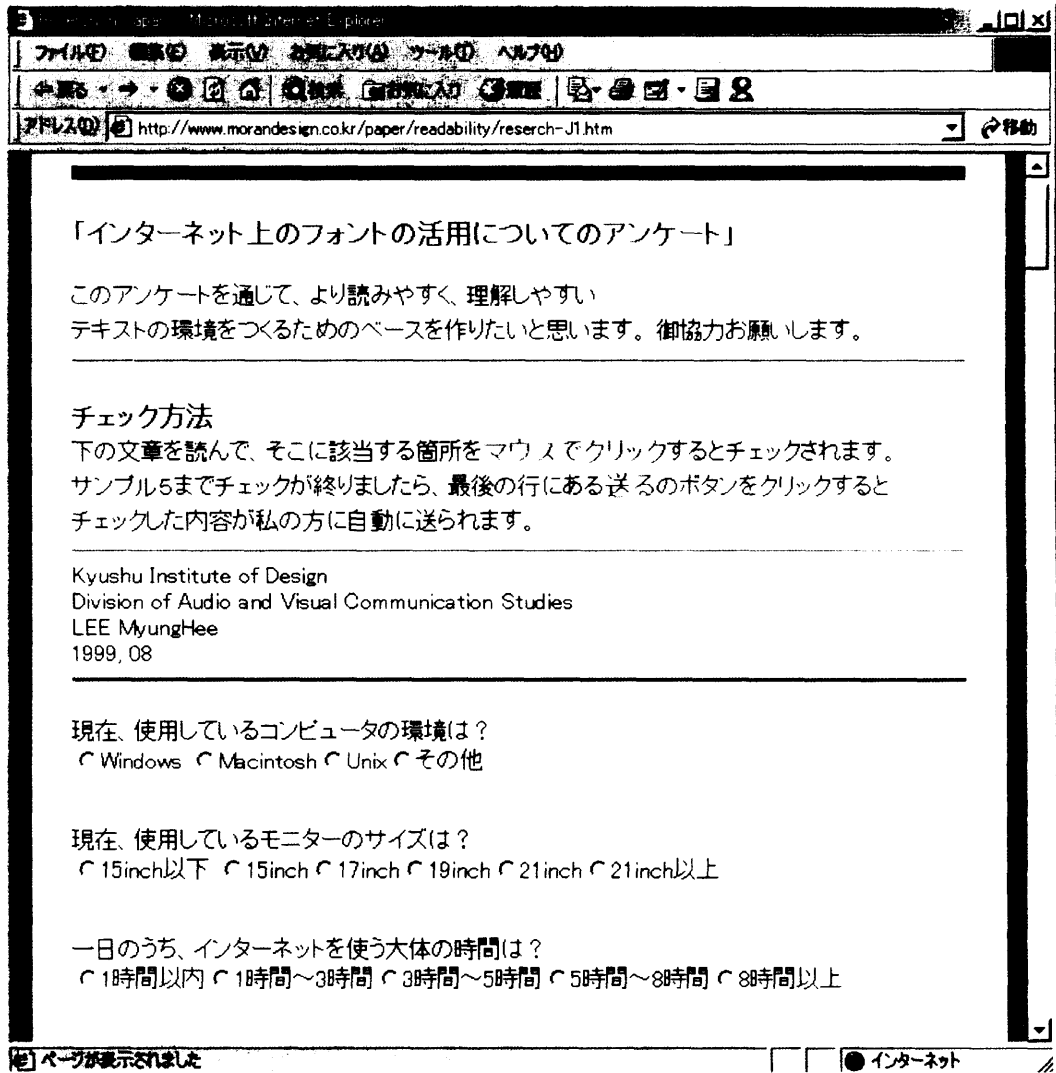 Microsoft Internet Explorer
ファイル(F) 編集(E) 表示(V) お気に入り(A) ツール(T) ヘルプ(H)
戻る 検索 お気に入り 履歴
アドレス(D) http://www.morandesign.co.kr/paper/readability/reserch-J1.htm 移動
「インターネット上のフォントの活用についてのアンケート」
このアンケートを通じて、より読みやすく、理解しやすい
テキストの環境をつくるためのベースを作りたいと思います。御協力お願いします。
チェック方法
下の文章を読んで、そこに該当する箇所をマウスでクリックするとチェックされます。
サンプル5までチェックが終りましたら、最後の行にある送るのボタンをクリックすると
チェックした内容が私の方に自動に送られます。
Kyushu Institute of Design
Division of Audio and Visual Communication Studies
LEE MyungHee
1999, 08
現在、使用しているコンピュータの環境は？
Windows Macintosh Unix その他
現在、使用しているモニターのサイズは？
15inch以下 15inch 17inch 19inch 21inch 21inch以上
一日のうち、インターネットを使う大体の時間は？
1時間以内 1時間～3時間 3時間～5時間 5時間～8時間 8時間以上
ページが表示されました インターネット